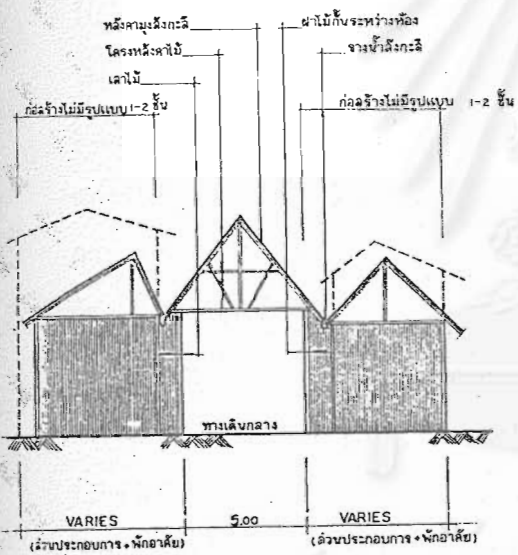 หลังคามุงสังกะสี
ฝาไม้กั้นระหว่างห้อง
โครงหลังคาไม้
รางน้ำสังกะสี
เสาไม้
ก่อสร้างไม่มีรูปแบบ 1-2 ชั้น
ก่อสร้างไม่มีรูปแบบ 1-2 ชั้น
ทางเดินกลาง
VARIES
5.00
VARIES
(ส่วนประกอบการ + พักอาศัย)
(ส่วนประกอบการ + พักอาศัย)